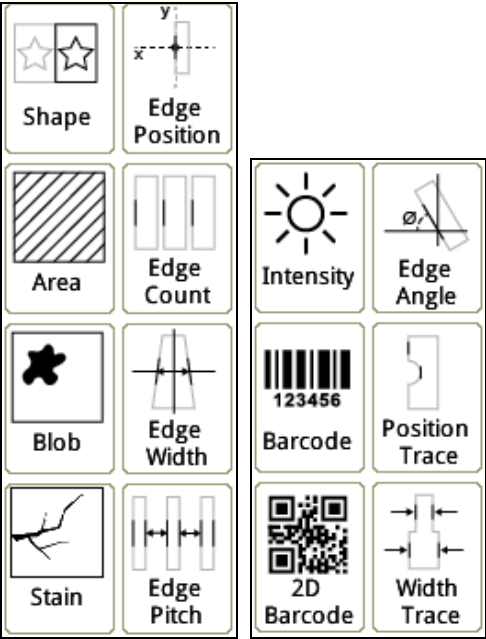 y
x
Shape
Edge
Position
Area
Edge
Count
Blob
Edge
Width
Stain
Edge
Pitch
Intensity
Ø
Edge
Angle
123456
Barcode
Position
Trace
2D
Barcode
Width
Trace